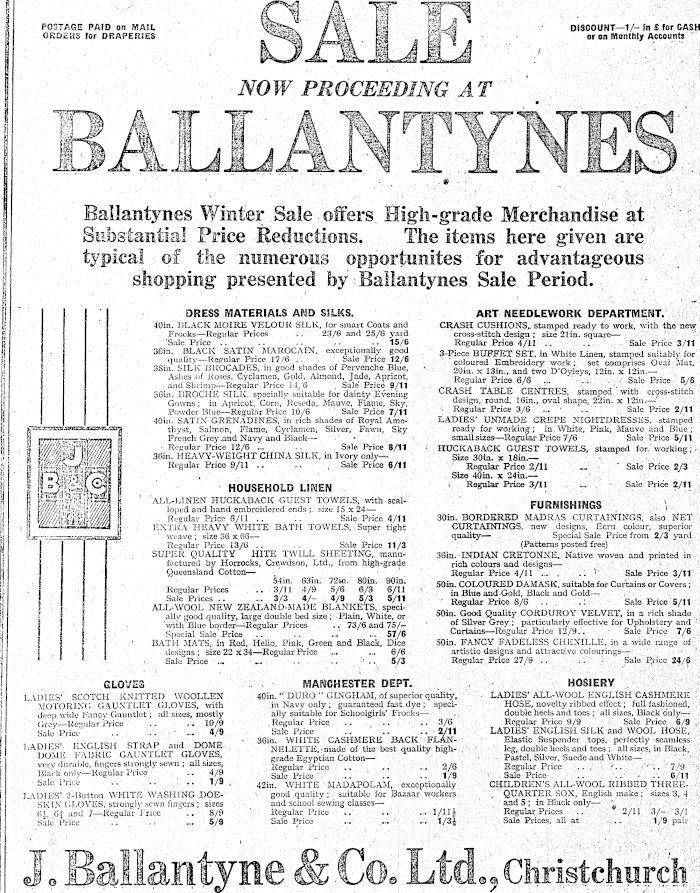 POSTAGE PAID on MAIL
ORDERS for DRAPERIES
DISCOUNT—1/- in £ for CASH
or on Monthly Accounts
SALE
NOW PROCEEDING AT
BALLANTYNES
Ballantynes Winter Sale offers High-grade Merchandise at
Substantial Price Reductions. The items here given are
typical of the numerous opportunites for advantageous
shopping presented by Ballantynes Sale Period.
J
B & C
DRESS MATERIALS AND SILKS.
40in. BLACK MOIRE VELOUR SILK, for smart Coats and
Frocks—Regular Prices .. 23/6 and 25/6 yard
Sale Price .. .. .. .. .. 15/6
36in. BLACK SATIN MAROCAIN, exceptionally good
quality—Regular Price 17/6 .. Sale Price 12/6
38in. SILK BROCADES, in good shades of Pervenche Blue,
Ashes of Roses, Cyclamen, Gold, Almond, Jade, Apricot,
and Shrimp—Regular Price 14/6 Sale Price 9/11
36in. BROCHE SILK, specially suitable for dainty Evening
Gowns; in Apricot, Corn, Reseda, Mauve, Flame, Sky,
Powder Blue—Regular Price 10/6 Sale Price 7/11
40in. SATIN GRENADINES, in rich shades of Royal Ame-
thyst, Salmon, Flame, Cyclamen, Silver, Fawn, Sky
French Grey and Navy and Black—
Regular Price 12/6 .. .. Sale Price 8/11
36in. HEAVY-WEIGHT CHINA SILK, in Ivory only—
Regular Price 9/11 .. .. Sale Price 6/11
HOUSEHOLD LINEN
ALL-LINEN HUCKABACK GUEST TOWELS, with scal-
loped and hand embroidered ends; size 15 x 24—
Regular Price 6/11 .. .. Sale Price 4/11
EXTRA HEAVY WHITE BATH TOWELS, Super tight
weave; size 36 x 66—
Regular Price 13/6 .. .. Sale Price 11/3
SUPER QUALITY HITE TWILL SHEETING, manu-
factured by Horrocks, Crewdson, Ltd., from high-grade
Queensland Cotton—
54in. 63in. 72in. 80in. 90in.
Regular Prices .. 3/11 4/9 5/6 6/3 6/11
Sale Prices .. .. 3/3 4/- 4/9 5/3 5/11
ALL-WOOL NEW ZEALAND-MADE BLANKETS, speci-
ally good quality, large double bed size; Plain, White, or
with Blue border—Regular Prices .. 73/6 and 75/-
Special Sale Price .. .. .. .. 57/6
BATH MATS, in Red, Helio, Pink, Green and Black, Dice
designs; size 22 x 34—Regular Price .. .. 6/6
Sale Price .. .. .. .. .. 5/3
ART NEEDLEWORK DEPARTMENT.
CRASH CUSHIONS, stamped ready to work, with the new
cross-stitch design; size 21in. square—
Regular Price 4/11 .. .. Sale Price 3/11
3-Piece BUFFET SET, in White Linen, stamped suitably for
coloured Embroidery work; set comprises Oval Mat,
20in. x 13in., and two D'Oyleys, 12in. x 12in.—
Regular Price 6/6 .. .. Sale Price 5/6
CRASH TABLE CENTRES, stamped with cross-stitch
design, round, 16in., oval shape, 22in. x 12in.—
Regular Price 3/6 .. .. Sale Price 2/11
LADIES' UNMADE CREPE NIGHTDRESSES, stamped
ready for working; in White, Pink, Mauve and Blue;
small sizes—Regular Price 7/6 Sale Price 5/11
HUCKABACK GUEST TOWELS, stamped for working;
Size 30in. x 18in.—
Regular Price 2/11 .. Sale Price 2/3
Size 40in. x 24in.—
Regular Price 3/11 .. Sale Price 2/11
FURNISHINGS
30in. BORDERED MADRAS CURTAININGS, also NET
CURTAININGS, new designs, Ecru colour, superior
quality— Special Sale Price from 2/3 yard
(Patterns posted free)
36in. INDIAN CRETONNE, Native woven and printed in
rich colours and designs—
Regular Price 4/11 .. .. Sale Price 3/11
50in. COLOURED DAMASK, suitable for Curtains or Covers;
in Blue and Gold, Black and Gold—
Regular Price 8/6 .. .. Sale Price 5/11
50in. Good Quality CORDUROY VELVET, in a rich shade
of Silver Grey; particularly effective for Upholstery and
Curtains—Regular Price 12/9.. Sale Price 7/6
50in. FANCY FADELESS CHENILLE, in a wide range of
artistic designs and attractive colourings—
Regular Price 27/9 .. .. Sale Price 24/6
GLOVES
LADIES' SCOTCH KNITTED WOOLLEN
MOTORING GAUNTLET GLOVES, with
deep wide Fancy Gauntlet; all sizes, mostly
Grey—Regular Price .. .. 10/9
Sale Price .. .. .. 4/9
LADIES' ENGLISH STRAP and DOME
DOME FABRIC GAUNTLET GLOVES,
very durable, fingers strongly sewn; all sizes,
Black only—Regular Price .. 4/9
Sale Price .. .. .. 1/9
LADIES' 2-Button WHITE WASHING DOE-
SKIN GLOVES, strongly sewn fingers; sizes
6¼, 6¾ and 7—Regular Price .. 8/9
Sale Price .. .. .. 5/9
MANCHESTER DEPT.
40in. "DURO" GINGHAM, of superior quality,
in Navy only; guaranteed fast dye; speci-
ally suitable for Schoolgirls' Frocks—
Regular Price .. .. .. 3/6
Sale Price .. .. .. 2/11
36in. WHITE CASHMERE BACK FLAN-
NELETTE, made of the best quality high-
grade Egyptian Cotton—
Regular Price .. .. .. 2/6
Sale Price .. .. .. 1/9
42in. WHITE MADAPOLAM, exceptionally
good quality; suitable for Bazaar workers
and school sewing classes—
Regular Price .. .. .. 1/11½
Sale Price .. .. .. 1/3½
HOSIERY
LADIES' ALL-WOOL ENGLISH CASHMERE
HOSE, novelty ribbed effect; full fashioned,
double heels and toes; all sizes, Black only—
Regular Price 9/9 Sale Price 6/9
LADIES' ENGLISH SILK and WOOL HOSE,
Elastic Suspender tops, perfectly seamless
leg, double heels and toes; all sizes, in Black,
Pastel, Silver, Suede and White—
Regular Price .. .. .. 7/9
Sale Price .. .. .. 6/11
CHILDREN'S ALL-WOOL RIBBED THREE-
QUARTER SOX, English make; sizes 3, 4
and 5; in Black only—
Regular Prices .. 2/11 3/- 3/1
Sale Price, all at .. .. 1/9 pair
J. Ballantyne & Co. Ltd., Christchurch